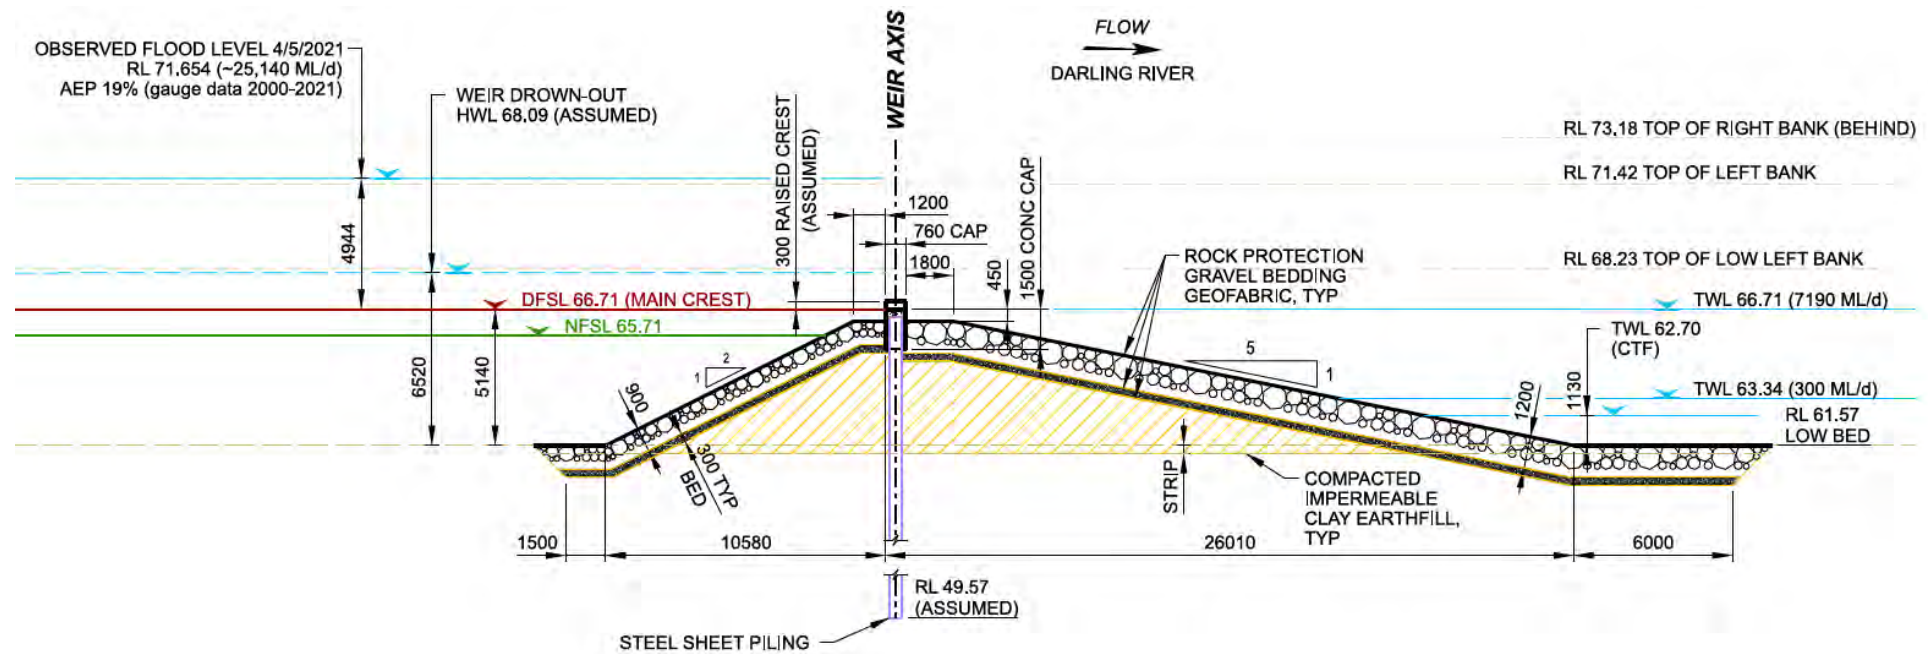 OBSERVED FLOOD LEVEL 4/5/2021
RL 71.654 (~25,140 ML/d)
AEP 19% (gauge data 2000-2021)
WEIR DROWN-OUT
HWL 68.09 (ASSUMED)
WEIR AXIS
FLOW
DARLING RIVER
RL 73.18 TOP OF RIGHT BANK (BEHIND)
RL 71.42 TOP OF LEFT BANK
RL 68.23 TOP OF LOW LEFT BANK
300 RAISED CREST
(ASSUMED)
1200
760 CAP
1800
450
1500 CONC CAP
4944
6520
5140
DFSL 66.71 (MAIN CREST)
NFSL 65.71
ROCK PROTECTION
GRAVEL BEDDING
GEOFABRIC, TYP
TWL 66.71 (7190 ML/d)
TWL 62.70
(CTF)
TWL 63.34 (300 ML/d)
RL 61.57
LOW BED
2
1
5
1
900
300 TYP
BED
1200
1130
STRIP
COMPACTED
IMPERMEABLE
CLAY EARTHFILL,
TYP
1500
10580
26010
6000
RL 49.57
(ASSUMED)
STEEL SHEET PILING